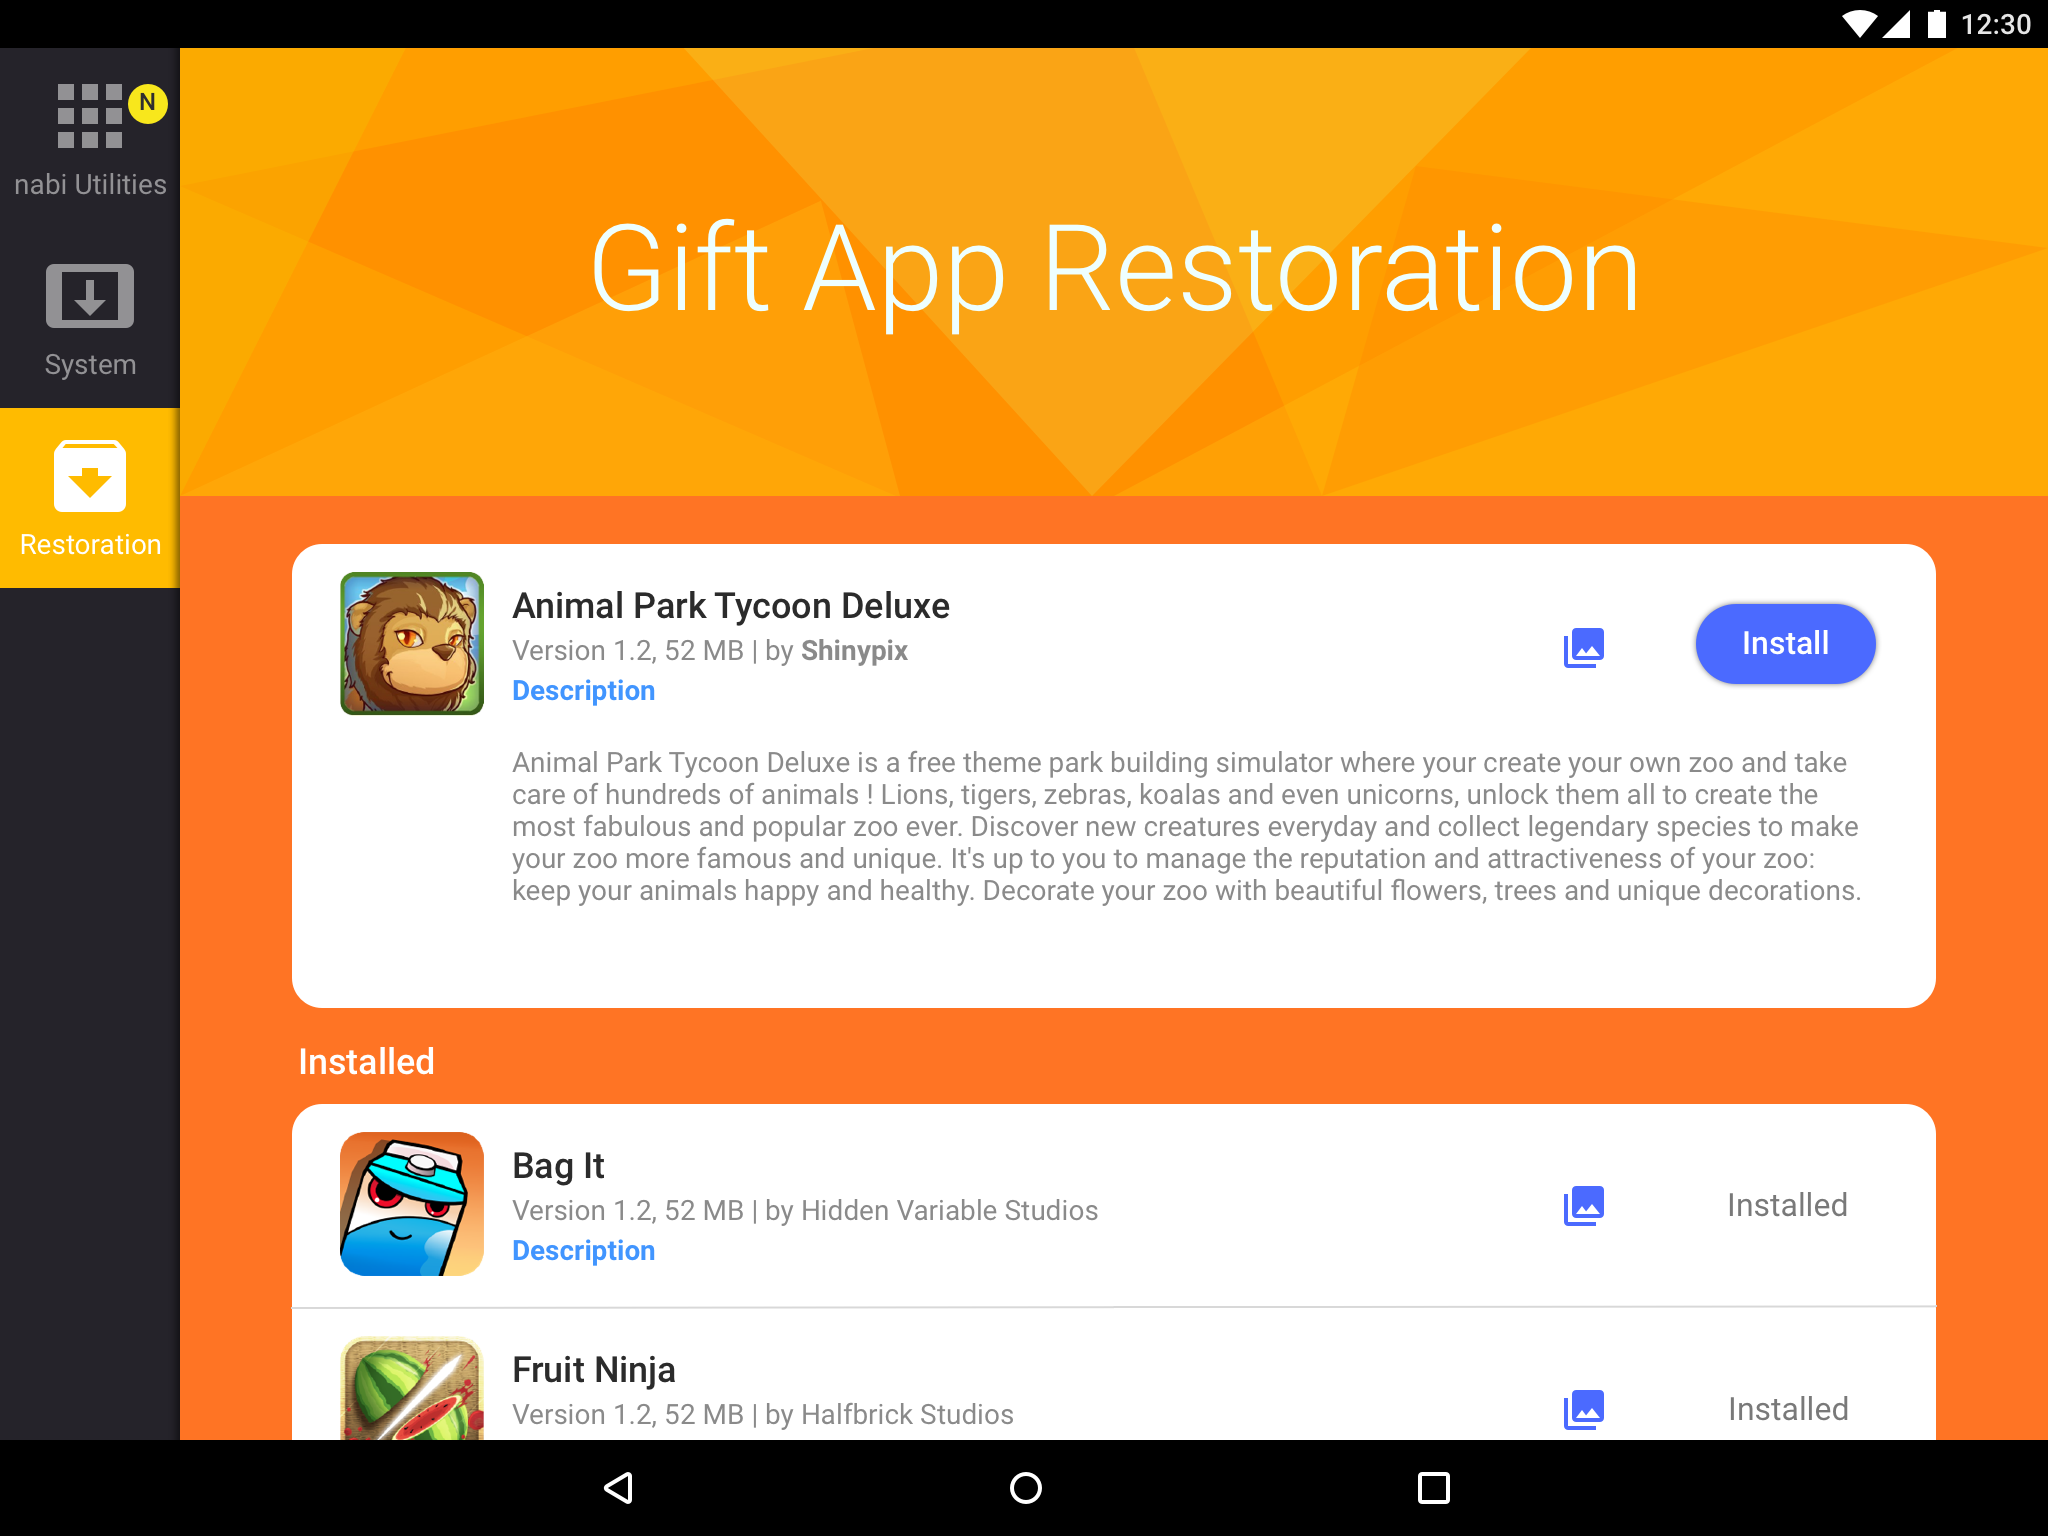 12:30
N
nabi Utilities
System
Restoration
Gift App Restoration
Animal Park Tycoon Deluxe
Version 1.2, 52 MB | by Shinypix
Description
Install
Animal Park Tycoon Deluxe is a free theme park building simulator where your create your own zoo and take
care of hundreds of animals ! Lions, tigers, zebras, koalas and even unicorns, unlock them all to create the
most fabulous and popular zoo ever. Discover new creatures everyday and collect legendary species to make
your zoo more famous and unique. It's up to you to manage the reputation and attractiveness of your zoo:
keep your animals happy and healthy. Decorate your zoo with beautiful flowers, trees and unique decorations.
Installed
Bag It
Version 1.2, 52 MB | by Hidden Variable Studios
Description
Installed
Fruit Ninja
Version 1.2, 52 MB | by Halfbrick Studios
Installed